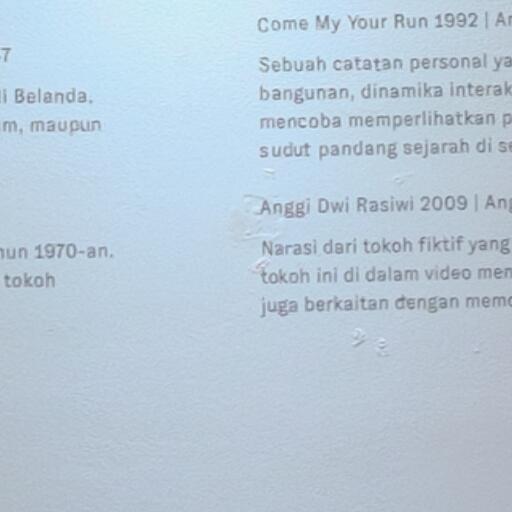 7
di Belanda.
m, maupun
hun 1970-an.
tokoh
Come My Your Run 1992 | An
Sebuah catatan personal ya
bangunan, dinamika interak
mencoba memperlihatkan p
sudut pandang sejarah di se
Anggi Dwi Rasiwi 2009 | Ang
Narasi dari tokoh fiktif yang
tokoh ini di dalam video men
juga berkaitan dengan memo